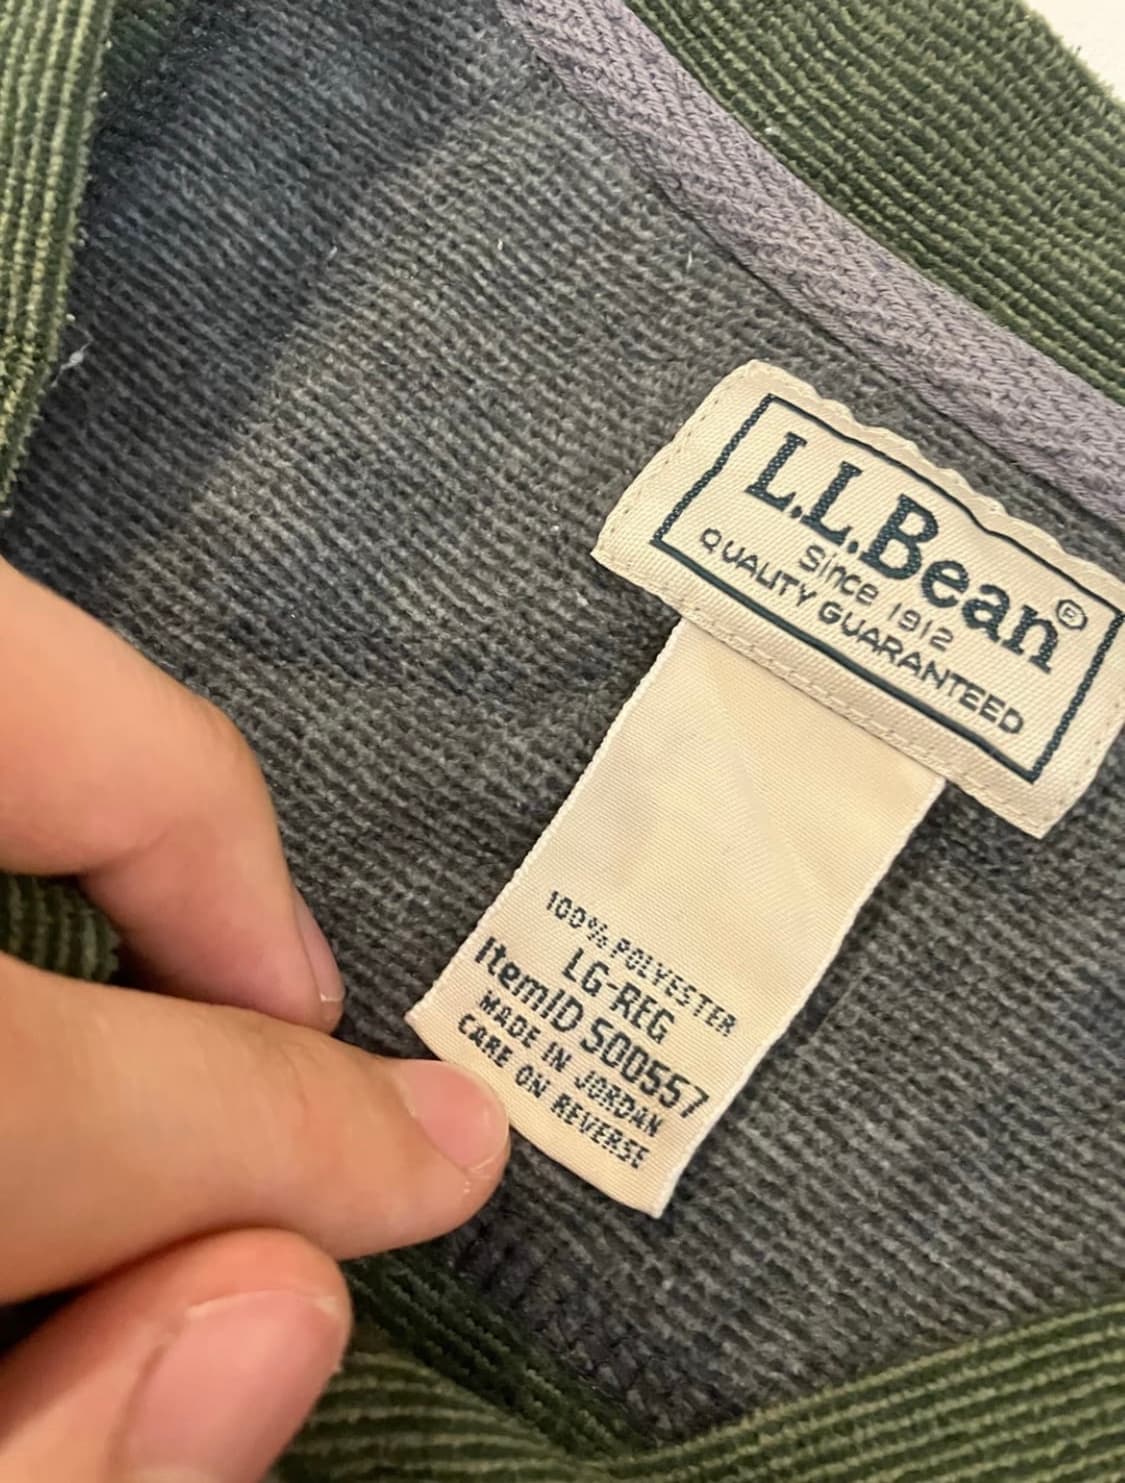 L.L.Bean®
Since 1912
QUALITY GUARANTEED
100% POLYESTER
LG-REG
ItemID 500557
MADE IN JORDAN
CARE ON REVERSE